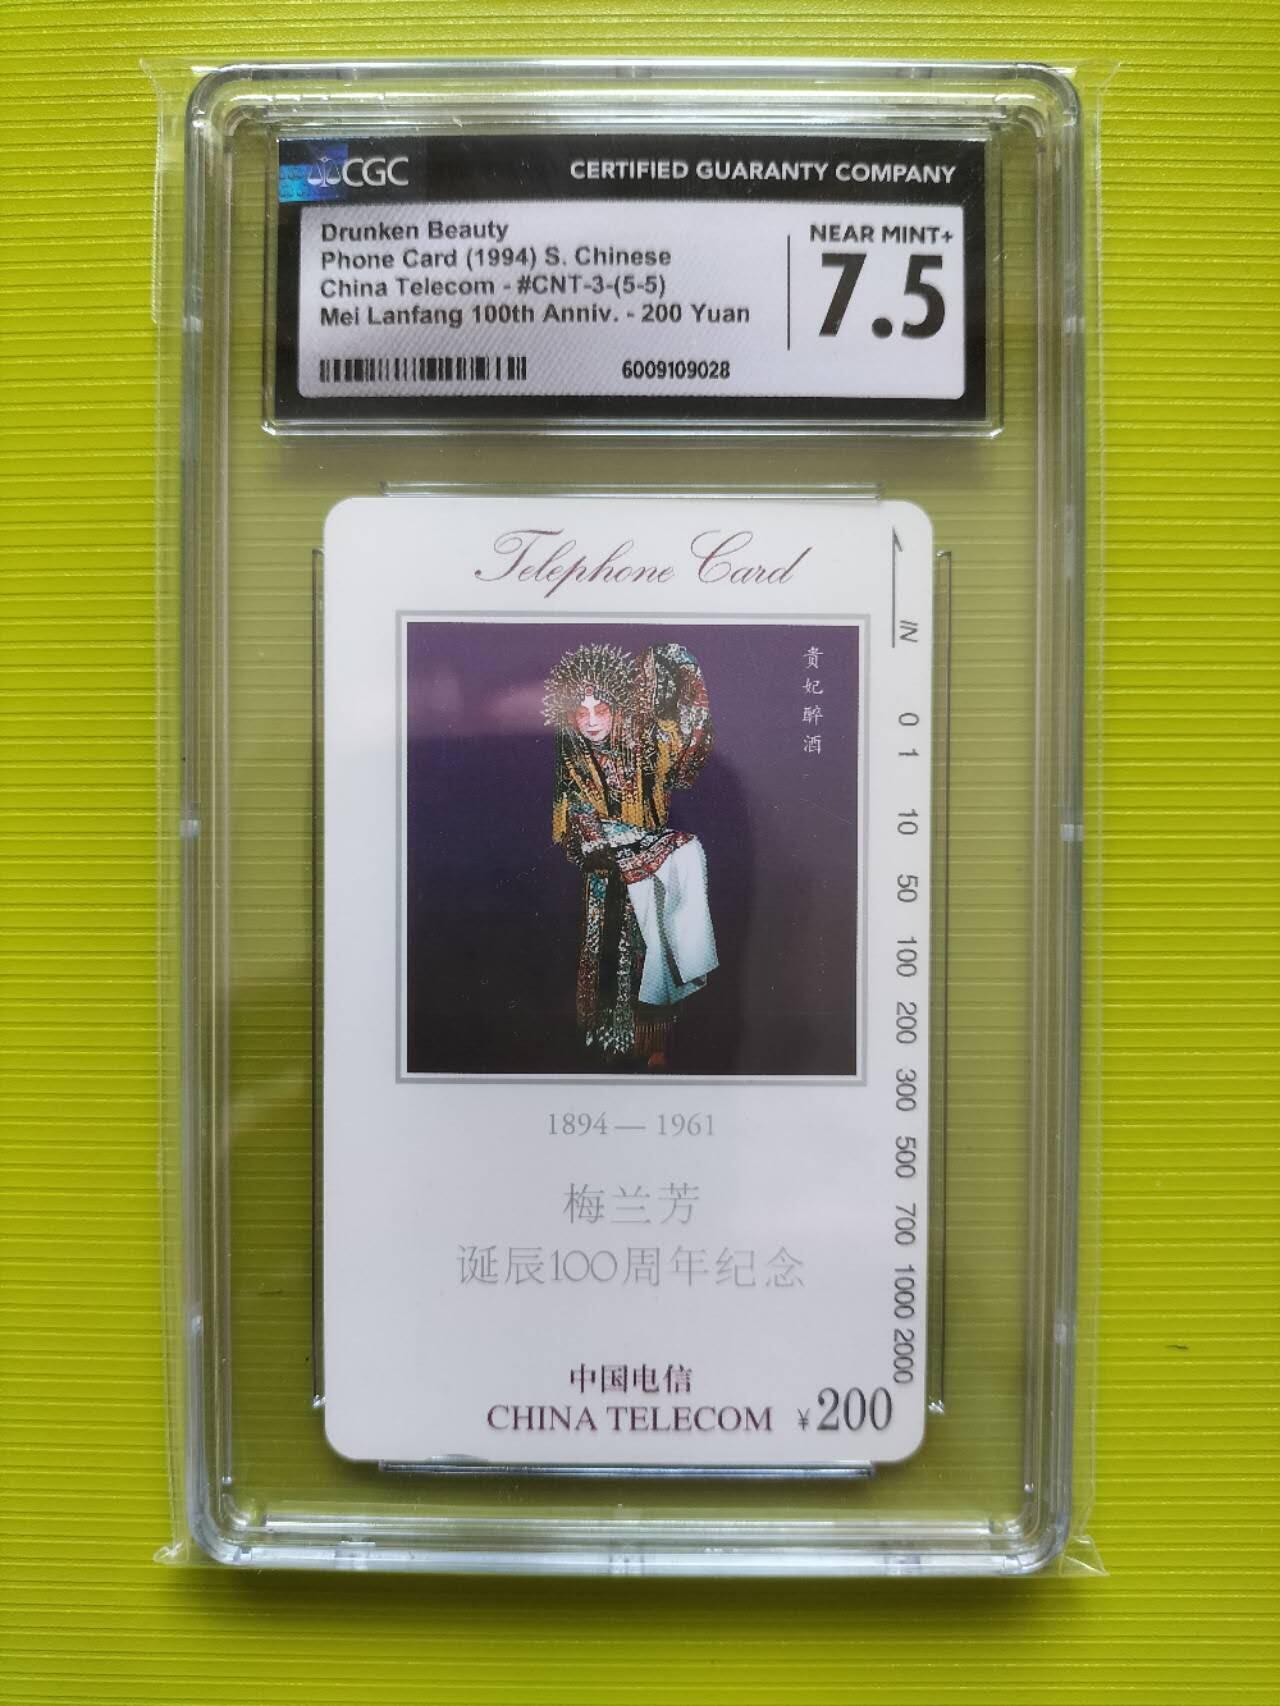 CGC
CERTIFIED GUARANTY COMPANY
Drunken Beauty
Phone Card (1994) S. Chinese
China Telecom - #CNT-3-(5-5)
Mei Lanfang 100th Anniv. - 200 Yuan
NEAR MINT+
7.5
6009109028
Telephone Card
贵妃醉酒
IN 0 1 10 50 100 200 300 500 700 1000 2000
1894—1961
梅兰芳
诞辰100周年纪念
中国电信
CHINA TELECOM ¥200